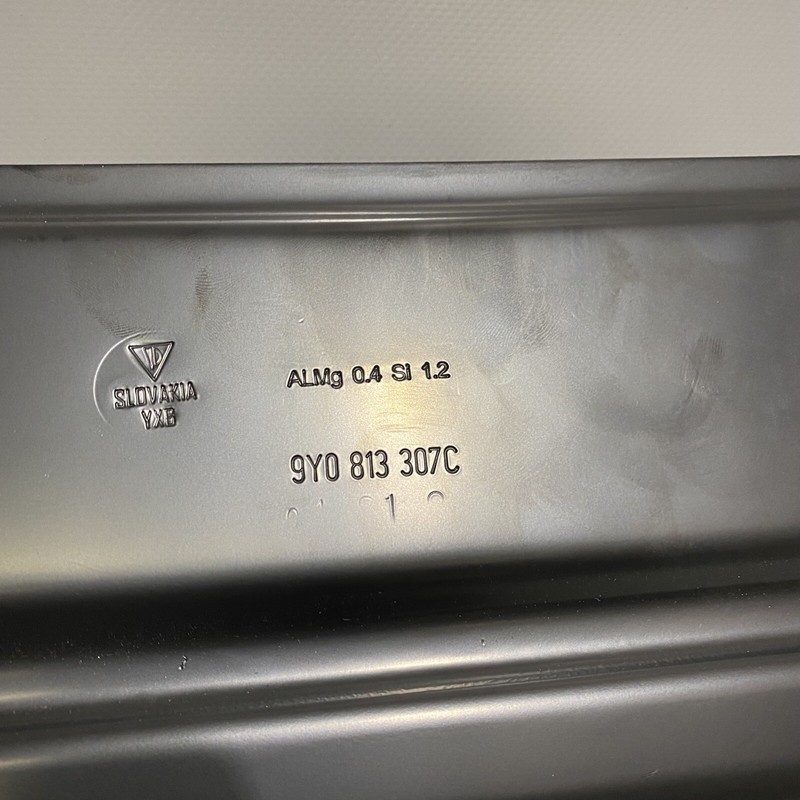 SLOVAKIA
YXB
ALMg 0.4 Si 1.2
9Y0 813 307C